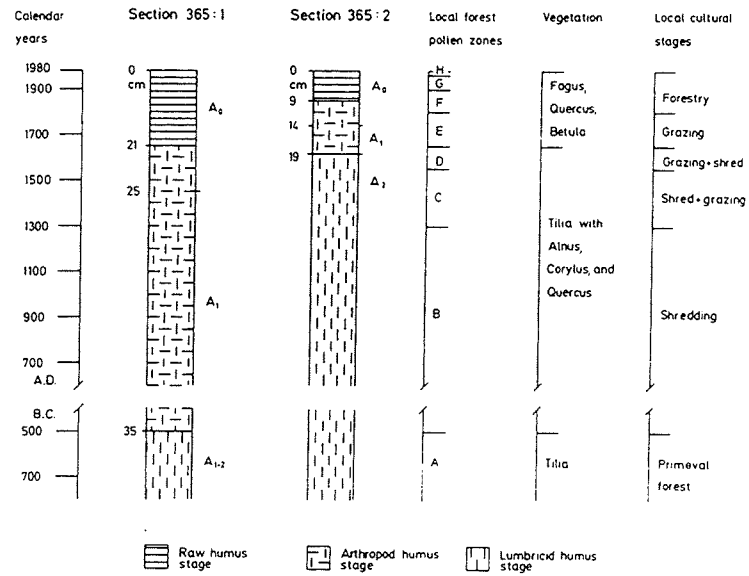 Calendar
years
Section 365:1
Section 365:2
Local forest
pollen zones
Vegetation
Local cultural
stages
1980
1900
1700
1500
1300
1100
900
700
A.D.
B.C.
500
700
0
cm
21
25
35
A₀
A₁
A₁₋₂
0
cm
9
14
19
A₀
A₁
A₂
H
G
F
E
D
C
B
A
Fagus,
Quercus,
Betula
Tilia with
Alnus,
Corylus, and
Quercus
Tilia
Forestry
Grazing
Grazing+shred
Shred+grazing
Shredding
Primeval
forest
Raw humus
stage
Arthropod humus
stage
Lumbricid humus
stage